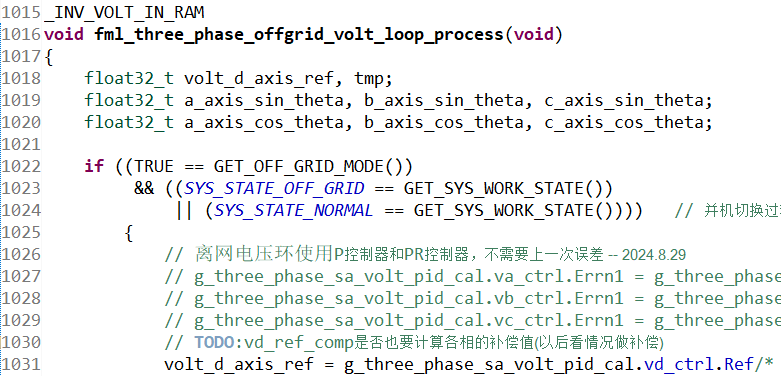 1015 _INV_VOLT_IN_RAM
1016 void fml_three_phase_offgrid_volt_loop_process(void)
1017 {
1018 float32_t volt_d_axis_ref, tmp;
1019 float32_t a_axis_sin_theta, b_axis_sin_theta, c_axis_sin_theta;
1020 float32_t a_axis_cos_theta, b_axis_cos_theta, c_axis_cos_theta;
1021
1022 if ((TRUE == GET_OFF_GRID_MODE())
1023 && ((SYS_STATE_OFF_GRID == GET_SYS_WORK_STATE())
1024 || (SYS_STATE_NORMAL == GET_SYS_WORK_STATE()))) // 并机切换过
1025 {
1026 // 离网电压环使用P控制器和PR控制器，不需要上一次误差 -- 2024.8.29
1027 // g_three_phase_sa_volt_pid_cal.va_ctrl.Errn1 = g_three_phase
1028 // g_three_phase_sa_volt_pid_cal.vb_ctrl.Errn1 = g_three_phase
1029 // g_three_phase_sa_volt_pid_cal.vc_ctrl.Errn1 = g_three_phase
1030 // TODO:vd_ref_comp是否也要计算各相的补偿值(以后看情况做补偿)
1031 volt_d_axis_ref = g_three_phase_sa_volt_pid_cal.vd_ctrl.Ref/*